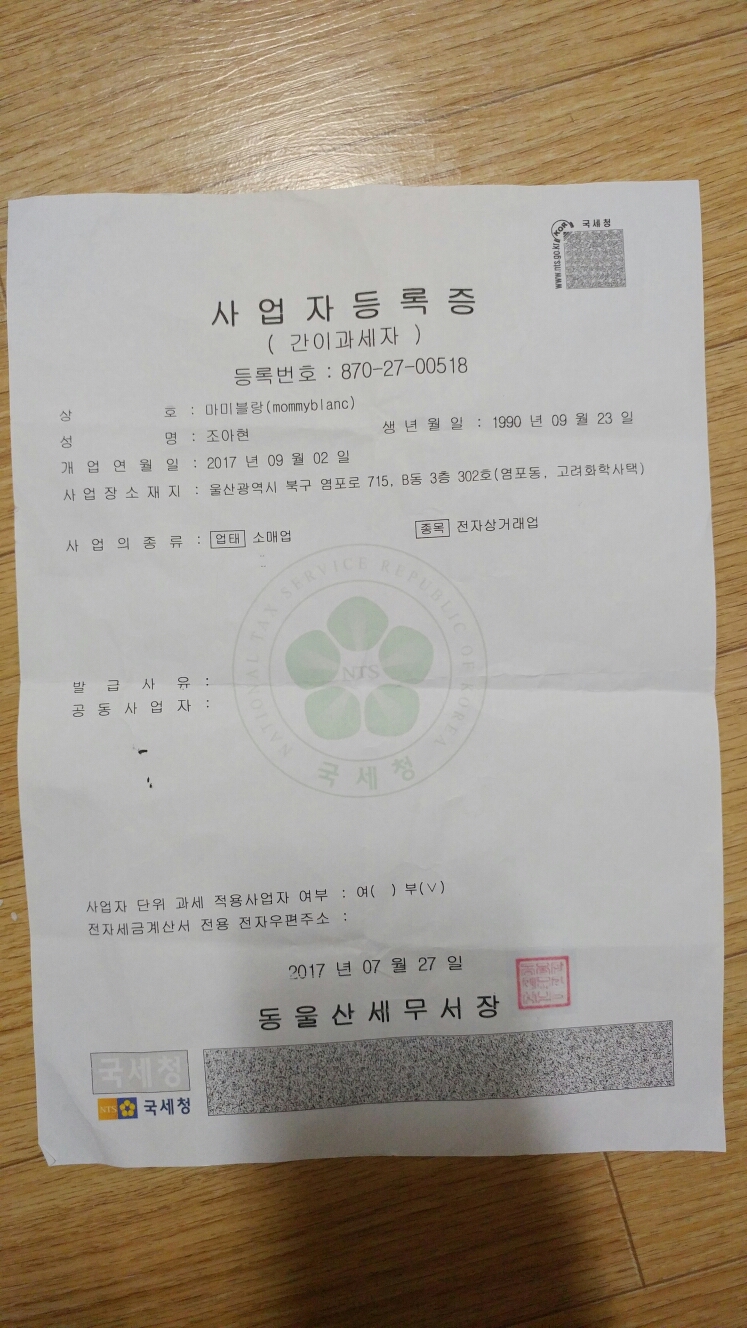 국세청
www.nts.go.kr
KOR
사업자등록증
( 간이과세자 )
등록번호 : 870-27-00518
상 호 : 마미블랑(mommyblanc)
성 명 : 조아현 생년월일 : 1990 년 09 월 23 일
개업연월일 : 2017 년 09 월 02 일
사업장소재지 : 울산광역시 북구 염포로 715, B동 3층 302호(염포동, 고려화학사택)
사업의종류 : 업태 소매업 종목 전자상거래업
NATIONAL TAX SERVICE REPUBLIC OF KOREA
NTS
국세청
발급사유 :
공동사업자 :
사업자 단위 과세 적용사업자 여부 : 여( ) 부(∨)
전자세금계산서 전용 전자우편주소 :
2017 년 07 월 27 일
동울산세무서장
국세청
NTS 국세청